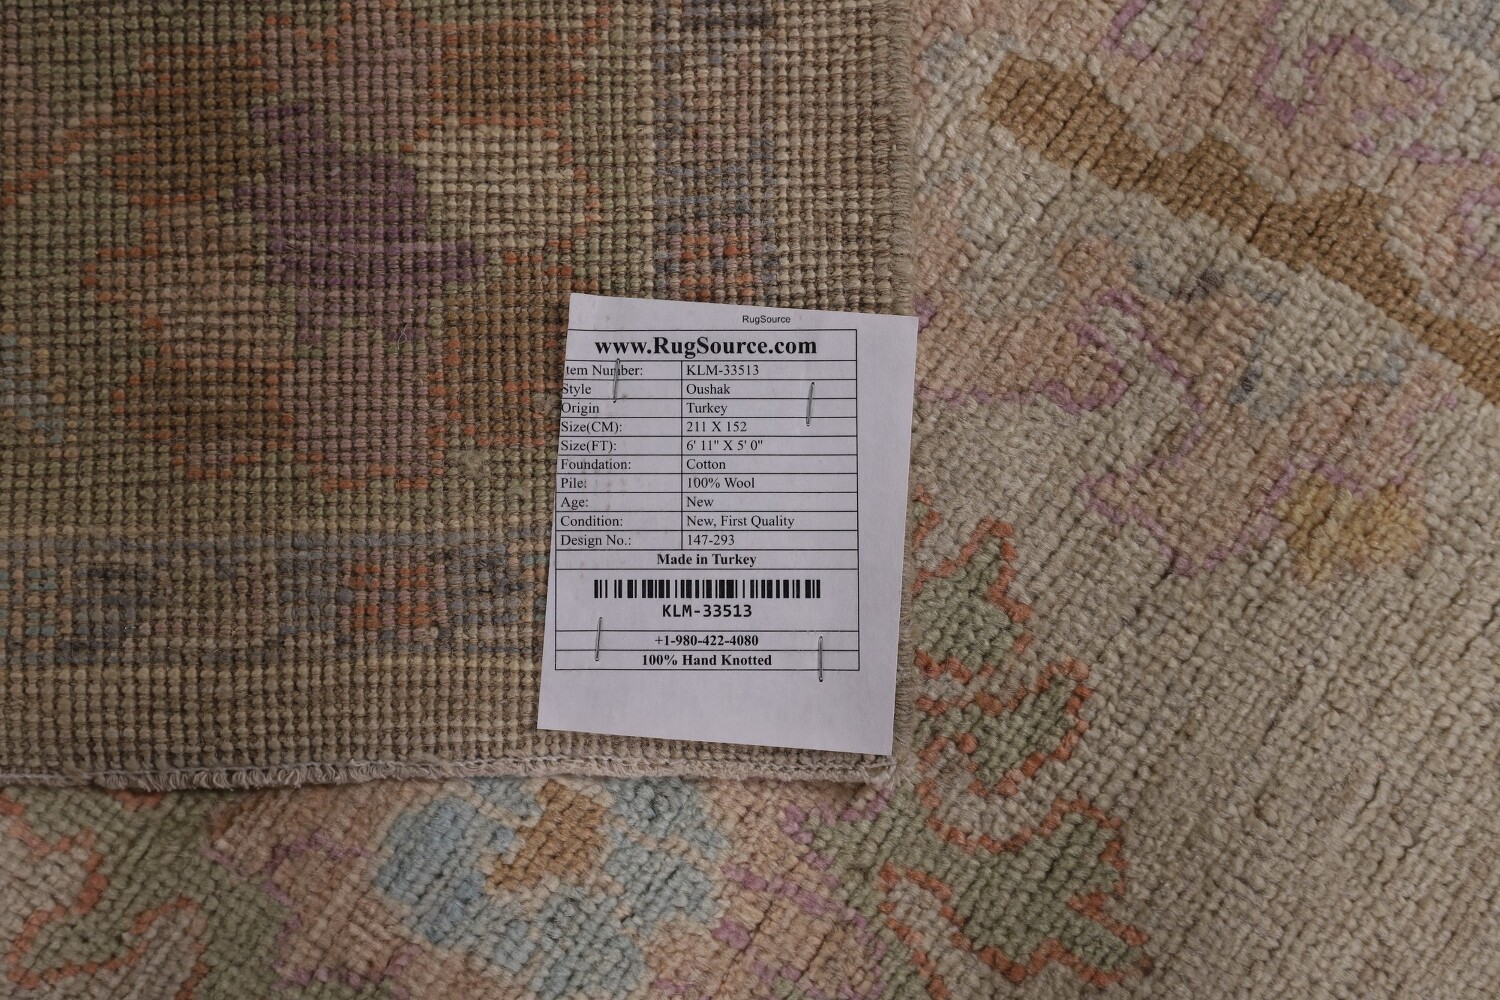 RugSource
www.RugSource.com
tem Number: KLM-33513
Style Oushak
Origin Turkey
Size(CM): 211 X 152
Size(FT): 6' 11" X 5' 0"
Foundation: Cotton
Pile: 100% Wool
Age: New
Condition: New, First Quality
Design No.: 147-293
Made in Turkey
KLM-33513
+1-980-422-4080
100% Hand Knotted